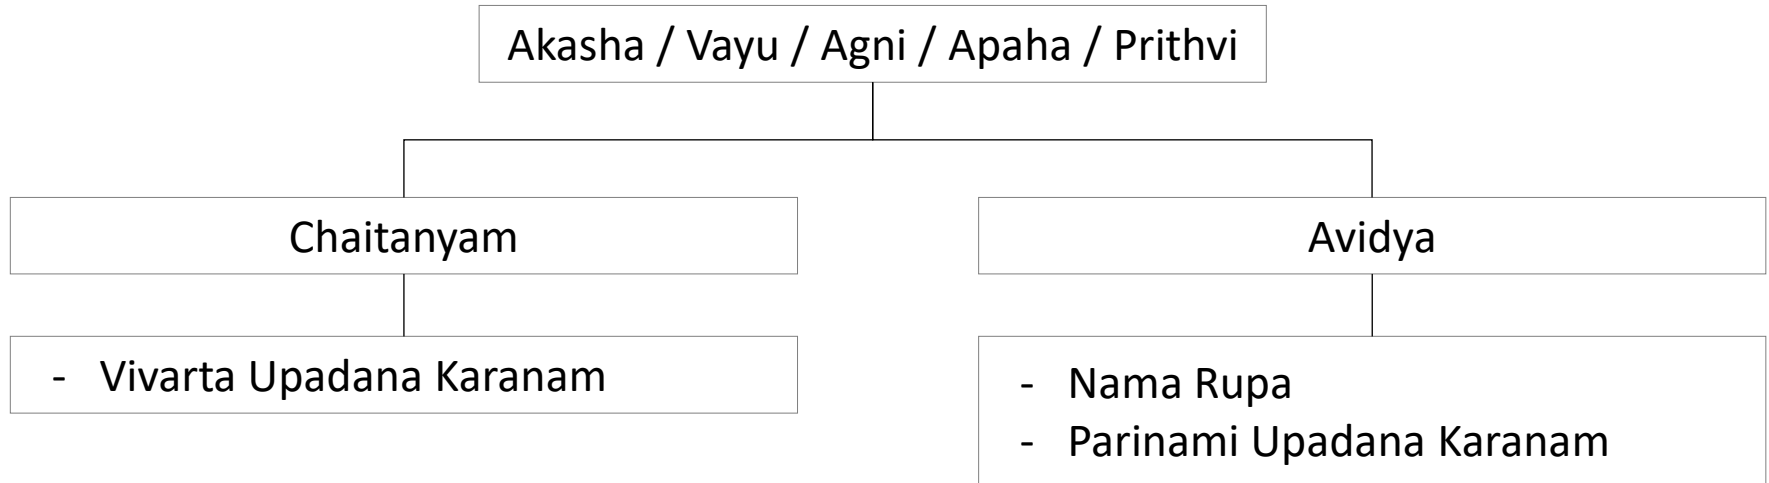 Akasha / Vayu / Agni / Apaha / Prithvi
Chaitanyam
Avidya
- Vivarta Upadana Karanam
- Nama Rupa
- Parinami Upadana Karanam